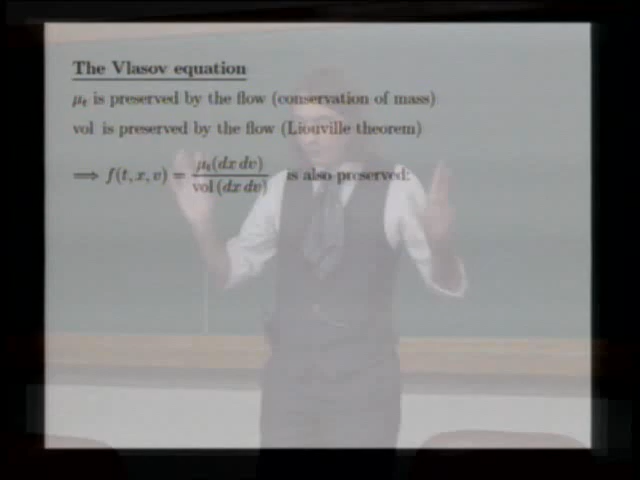 The Vlasov equation
μ_t is preserved by the flow (conservation of mass)
vol is preserved by the flow (Liouville theorem)
⟹ f(t, x, v) = μ_t(dx dv) / vol (dx dv) is also preserved: